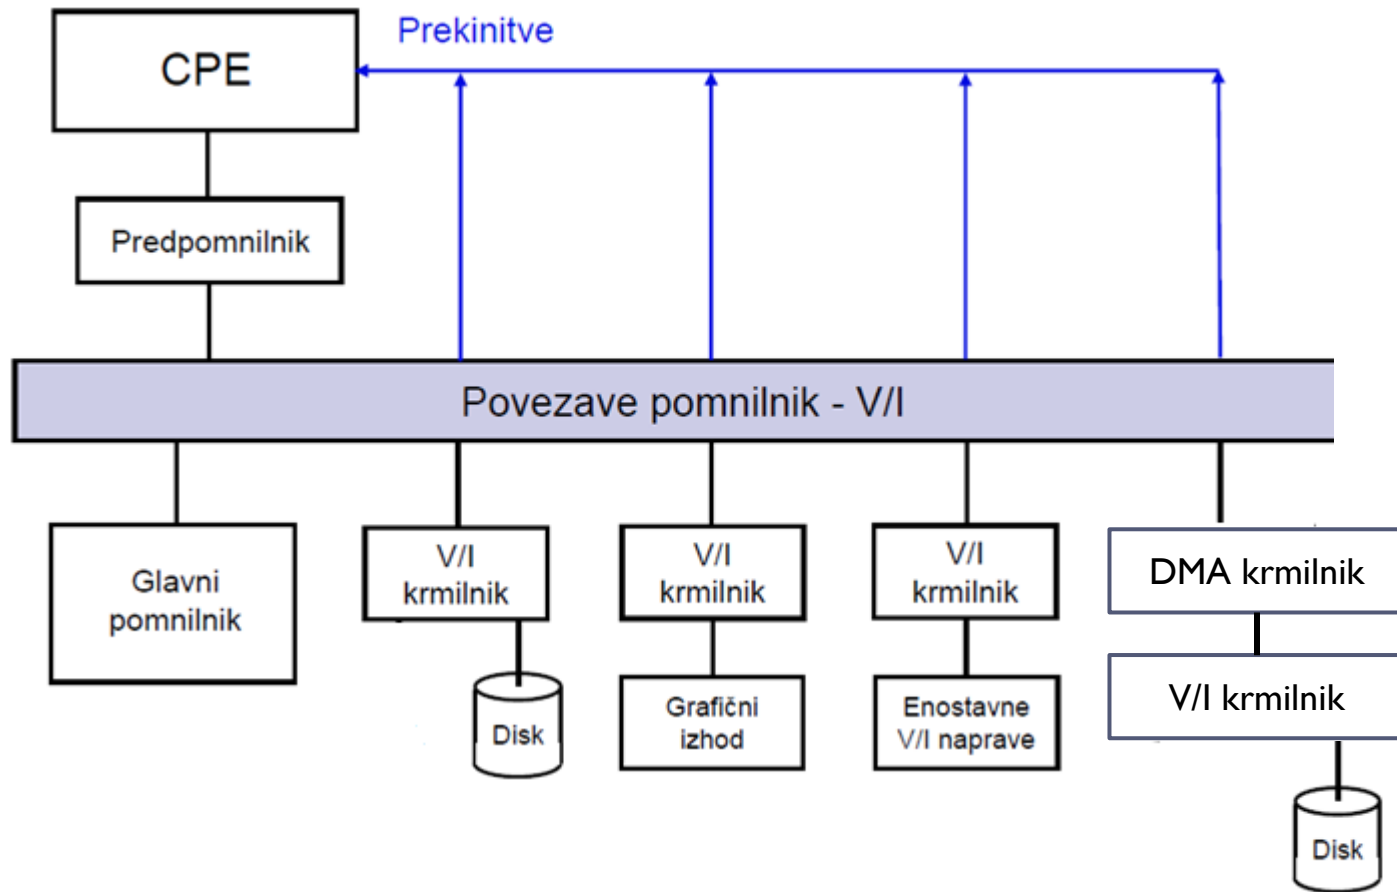 Prekinitve
CPE
Predpomnilnik
Povezave pomnilnik - V/I
Glavni
pomnilnik
V/I
krmilnik
Disk
V/I
krmilnik
Grafični
izhod
V/I
krmilnik
Enostavne
V/I naprave
DMA krmilnik
V/I krmilnik
Disk